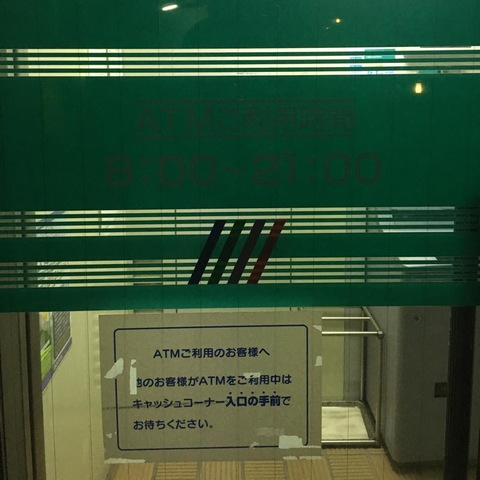 ATMご利用時間
8:00~21:00
ATMご利用のお客様へ
他のお客様がATMをご利用中は
キャッシュコーナー入口の手前で
お待ちください。